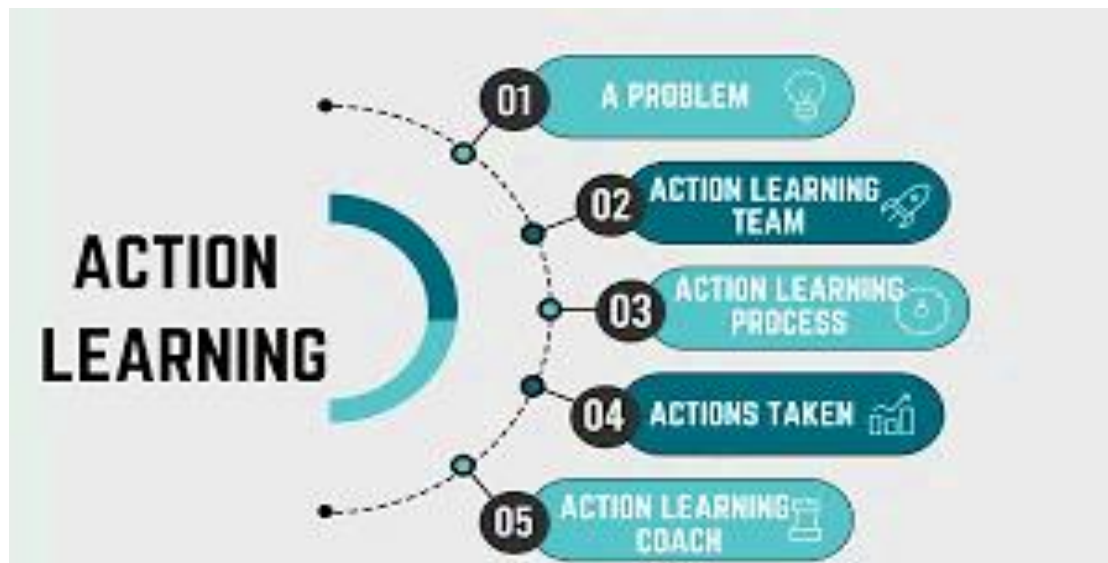 ACTION
LEARNING
01
A PROBLEM
02
ACTION LEARNING
TEAM
03
ACTION LEARNING
PROCESS
04
ACTIONS TAKEN
05
ACTION LEARNING
COACH